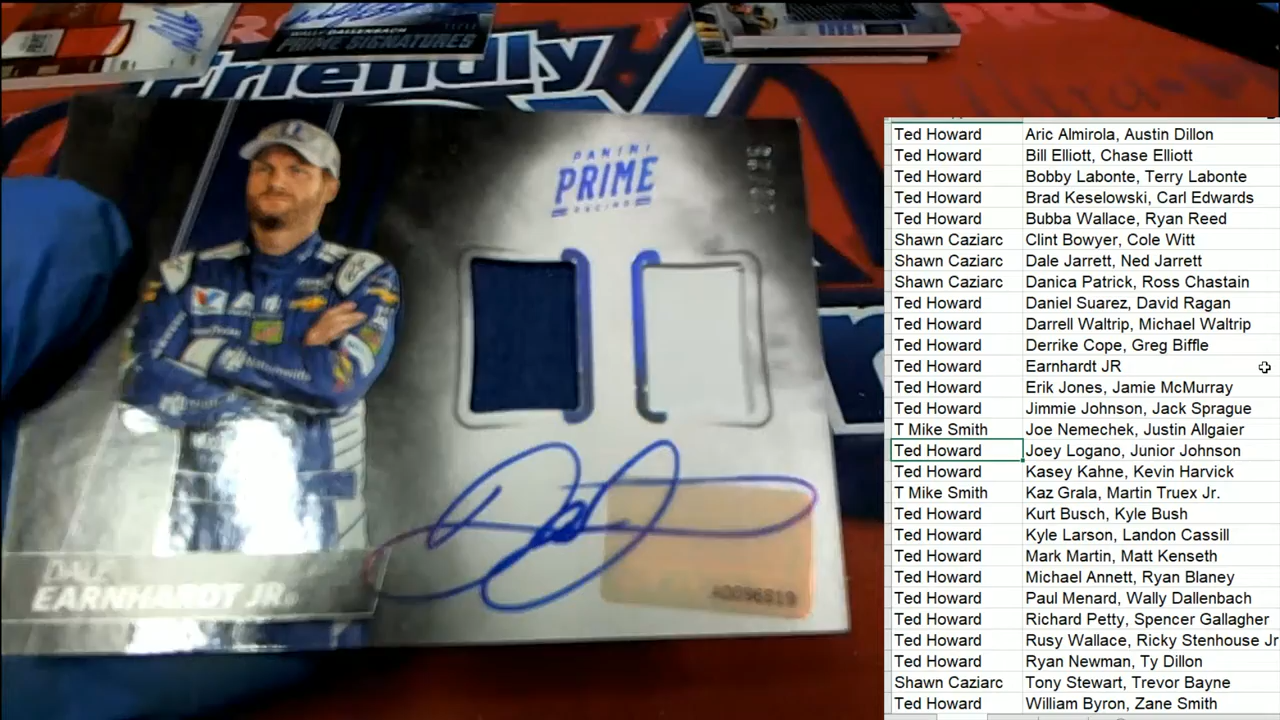 WALLY DALLENBACH
PRIME SIGNATURES
Friendly
PANINI
PRIME
RACING
Nationwide
DALE
EARNHARDT JR.
Ted Howard Aric Almirola, Austin Dillon
Ted Howard Bill Elliott, Chase Elliott
Ted Howard Bobby Labonte, Terry Labonte
Ted Howard Brad Keselowski, Carl Edwards
Ted Howard Bubba Wallace, Ryan Reed
Shawn Caziarc Clint Bowyer, Cole Witt
Shawn Caziarc Dale Jarrett, Ned Jarrett
Shawn Caziarc Danica Patrick, Ross Chastain
Ted Howard Daniel Suarez, David Ragan
Ted Howard Darrell Waltrip, Michael Waltrip
Ted Howard Derrike Cope, Greg Biffle
Ted Howard Earnhardt JR
Ted Howard Erik Jones, Jamie McMurray
Ted Howard Jimmie Johnson, Jack Sprague
T Mike Smith Joe Nemechek, Justin Allgaier
Ted Howard Joey Logano, Junior Johnson
Ted Howard Kasey Kahne, Kevin Harvick
T Mike Smith Kaz Grala, Martin Truex Jr.
Ted Howard Kurt Busch, Kyle Bush
Ted Howard Kyle Larson, Landon Cassill
Ted Howard Mark Martin, Matt Kenseth
Ted Howard Michael Annett, Ryan Blaney
Ted Howard Paul Menard, Wally Dallenbach
Ted Howard Richard Petty, Spencer Gallagher
Ted Howard Rusy Wallace, Ricky Stenhouse Jr
Ted Howard Ryan Newman, Ty Dillon
Shawn Caziarc Tony Stewart, Trevor Bayne
Ted Howard William Byron, Zane Smith